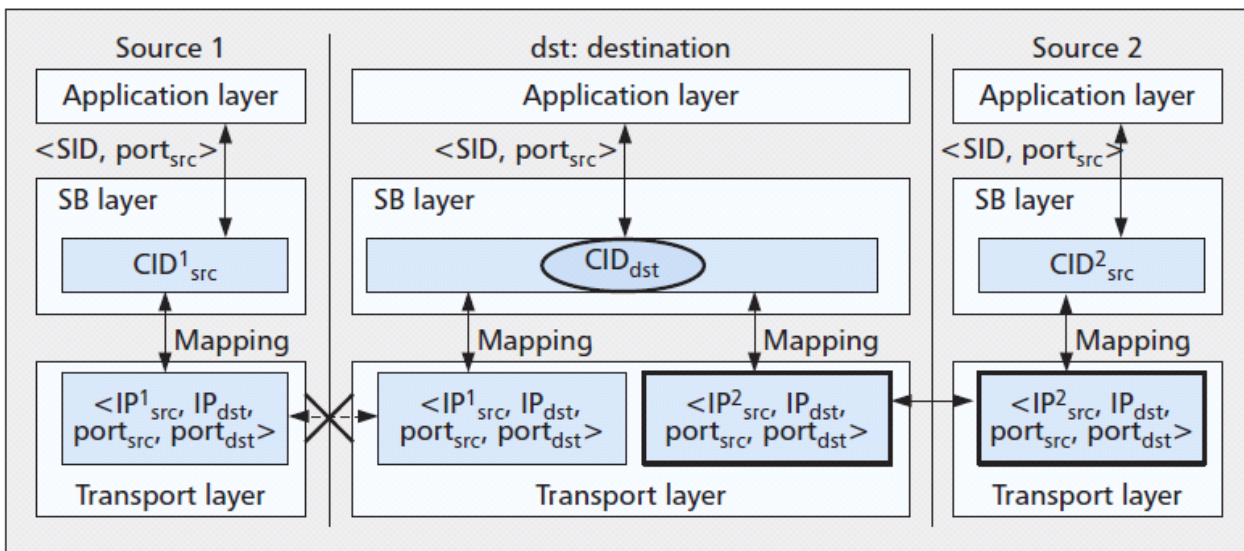 Source 1
Application layer
<SID, portsrc>
SB layer
CID1src
Mapping
<IP1src, IPdst,
portsrc, portdst>
Transport layer
dst: destination
Application layer
<SID, portsrc>
SB layer
CIDdst
Mapping
Mapping
<IP1src, IPdst,
portsrc, portdst>
<IP2src, IPdst,
portsrc, portdst>
Transport layer
Source 2
Application layer
<SID, portsrc>
SB layer
CID2src
Mapping
<IP2src, IPdst,
portsrc, portdst>
Transport layer